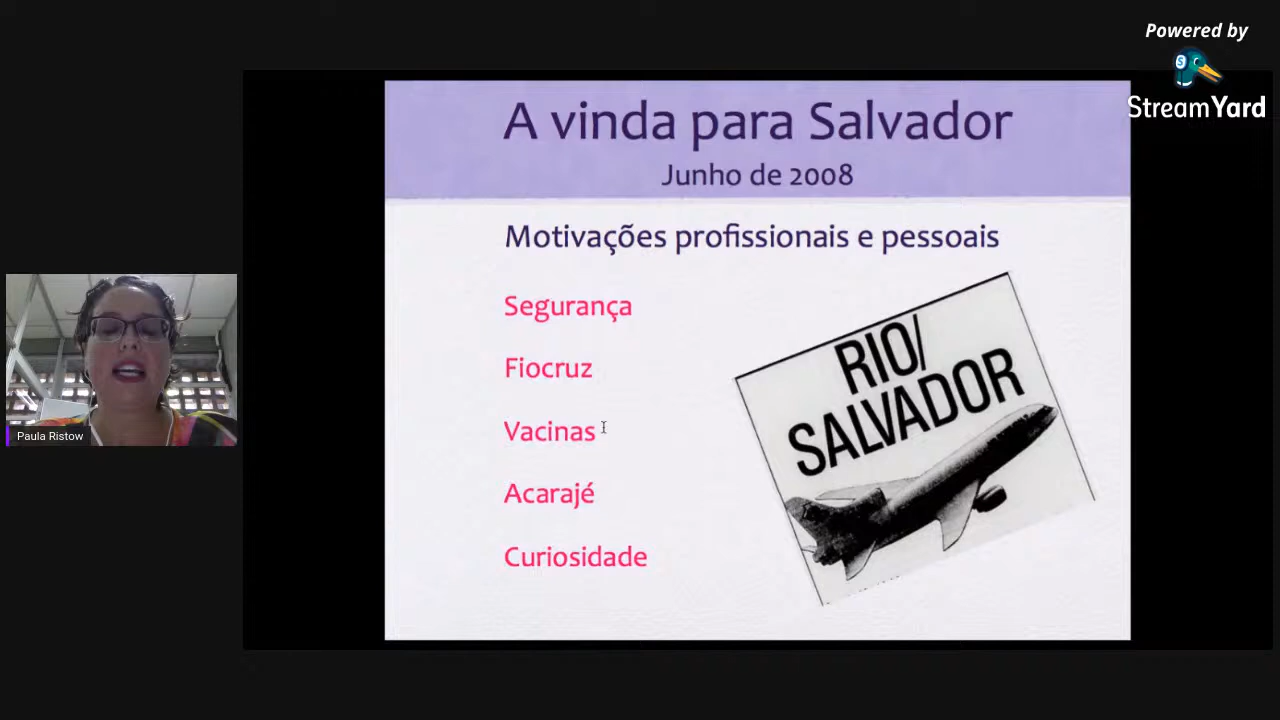 Powered by
StreamYard
A vinda para Salvador
Junho de 2008
Motivações profissionais e pessoais
Segurança
Fiocruz
Vacinas
Acarajé
Curiosidade
RIO/
SALVADOR
Paula Ristow